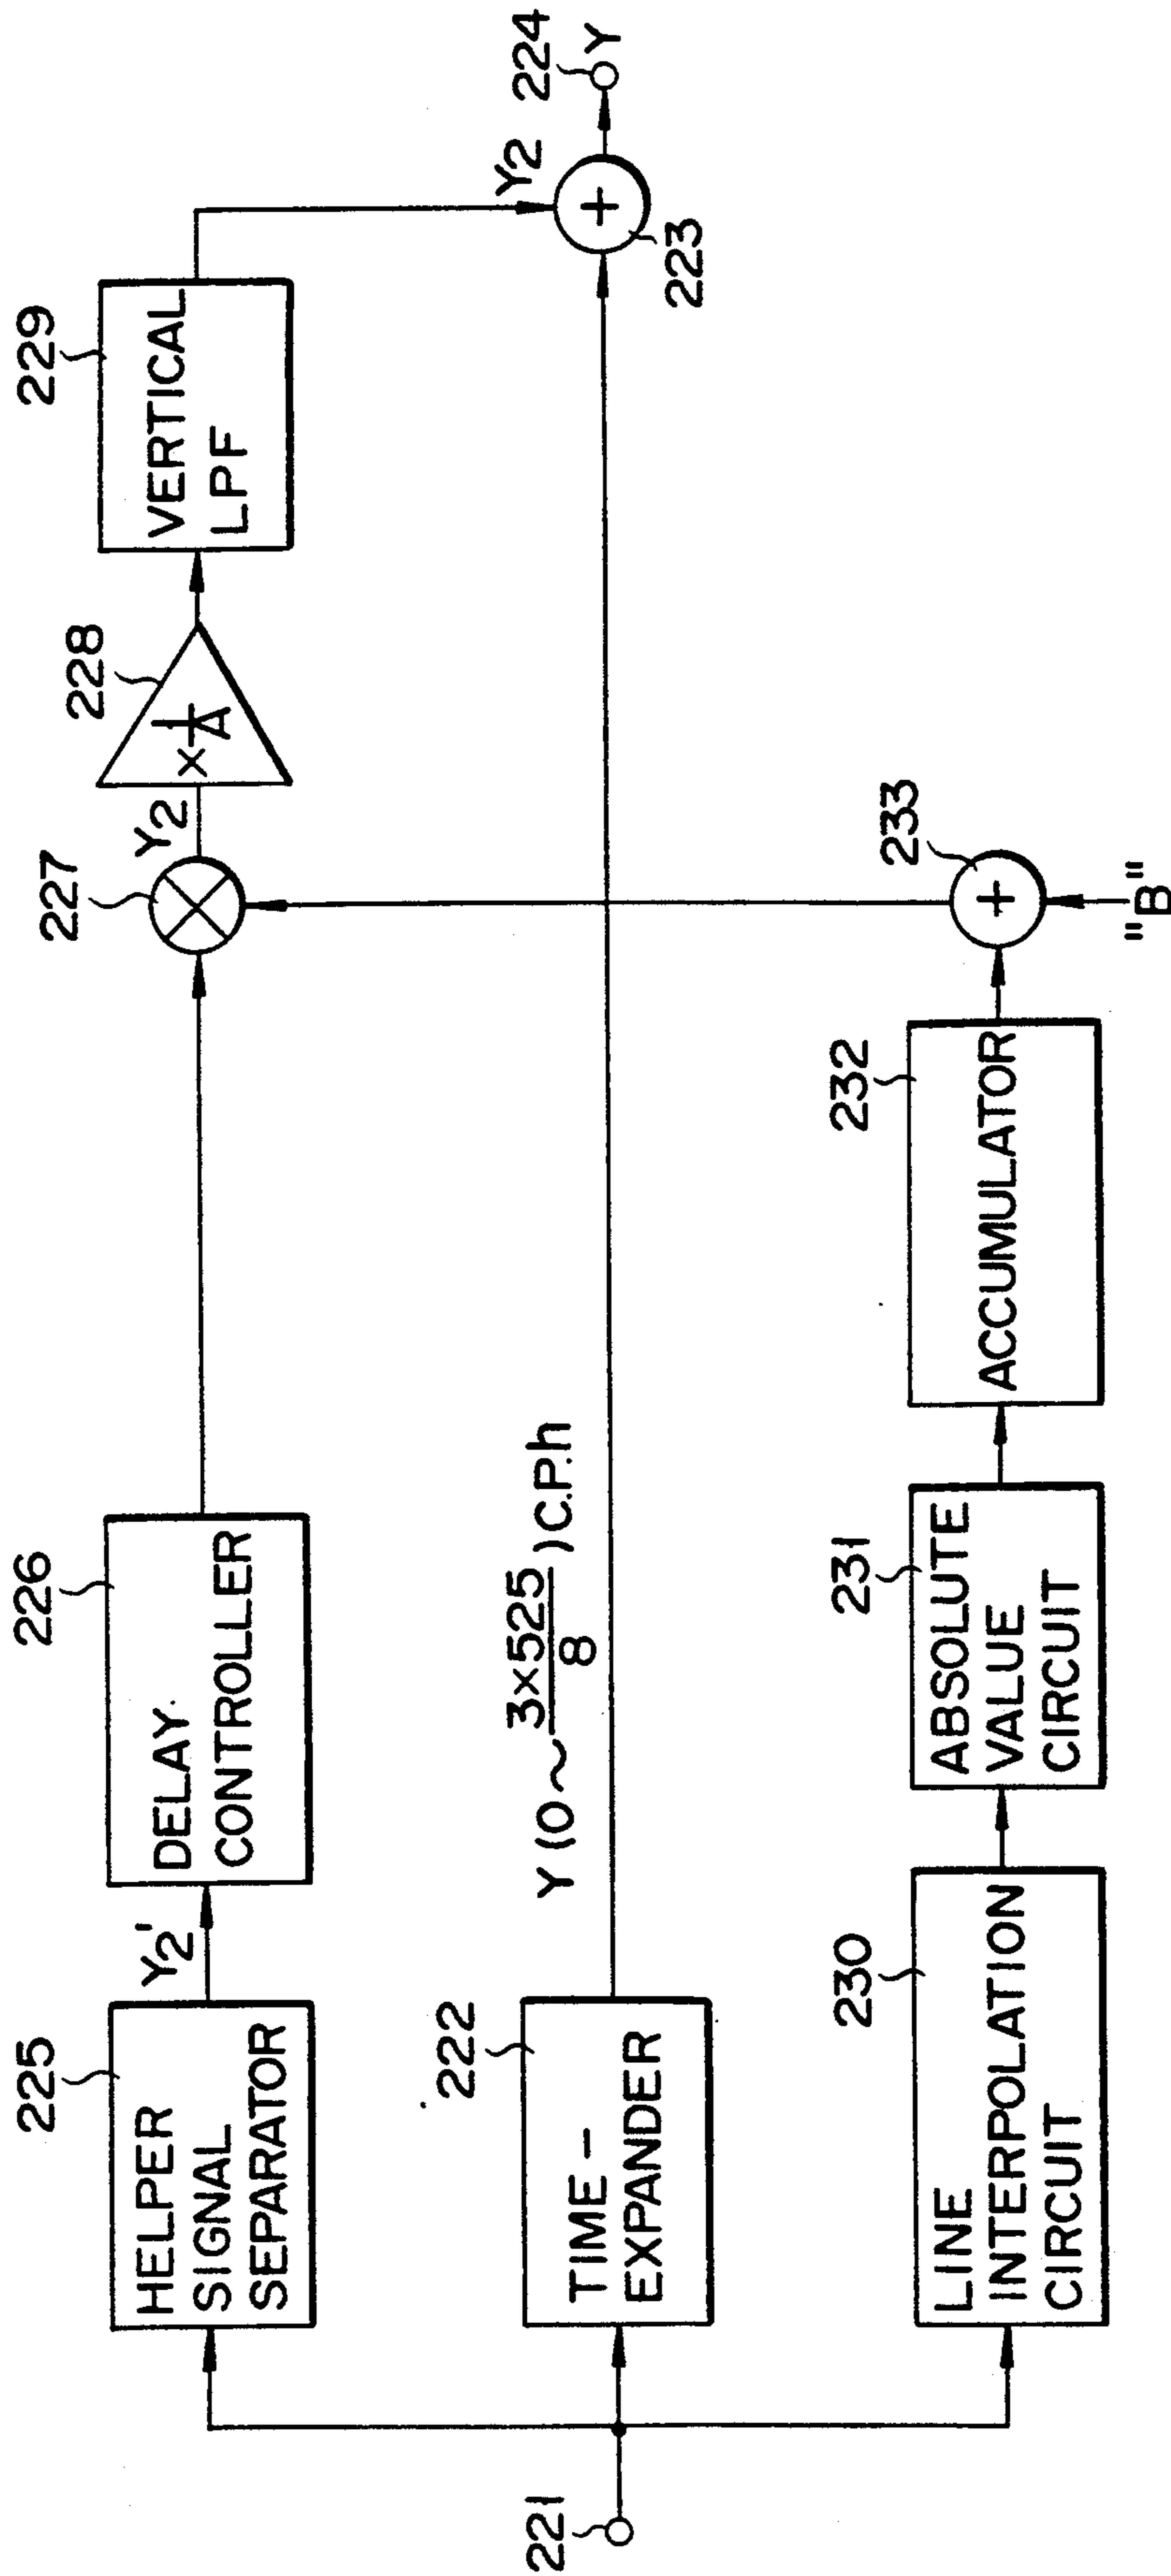 221
225
HELPER
SIGNAL
SEPARATOR
Y2'
226
DELAY
CONTROLLER
227
Y2
228
×1/A
229
VERTICAL
LPF
Y2
222
TIME-
EXPANDER
Y(0~3×525/8)C.P.h
223
+
224
Y
230
LINE
INTERPOLATION
CIRCUIT
231
ABSOLUTE
VALUE
CIRCUIT
232
ACCUMULATOR
233
+
"B"